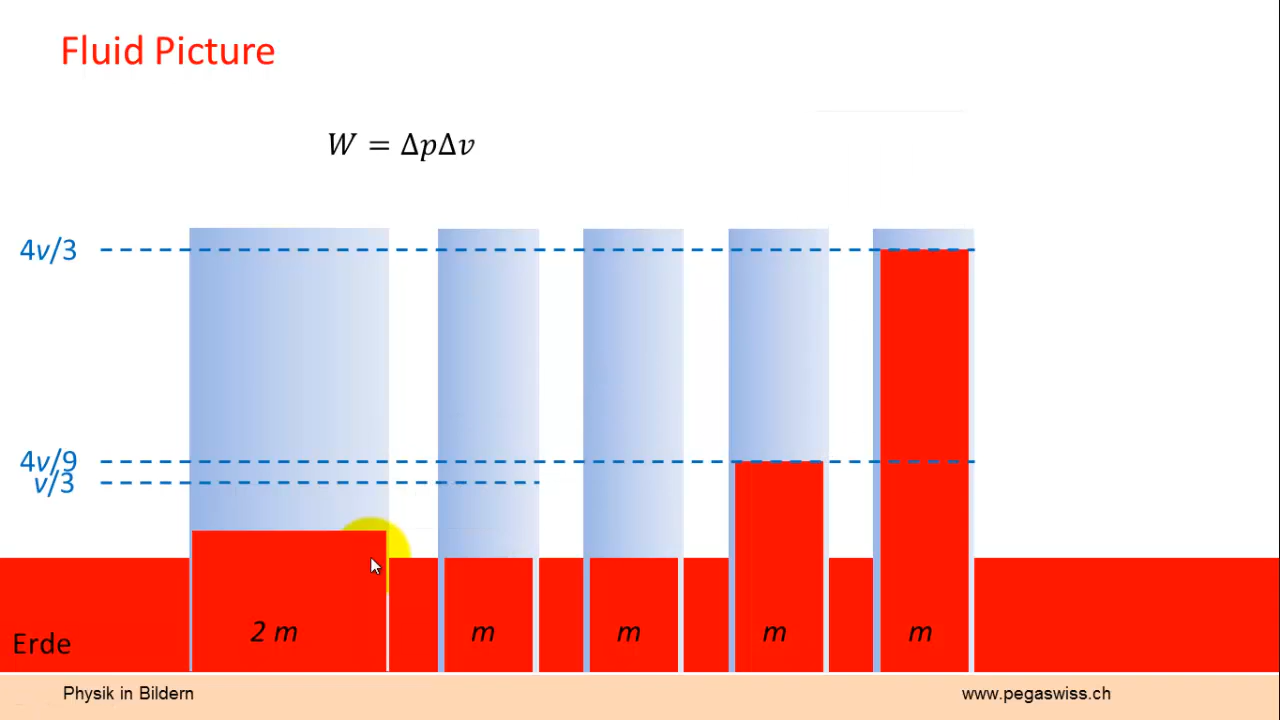 Fluid Picture
W = ΔpΔv
4v/3
4v/9
v/3
2 m
m
m
m
m
Erde
Physik in Bildern
www.pegaswiss.ch